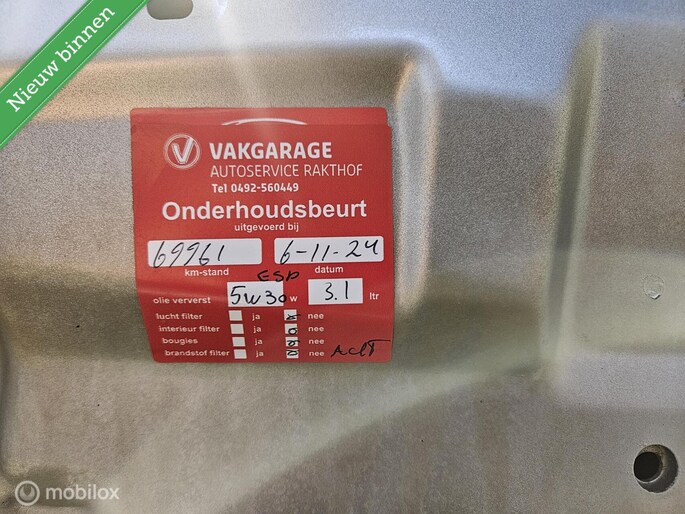 Nieuw binnen
VAKGARAGE
AUTOSERVICE RAKTHOF
Tel 0492-560449
Onderhoudsbeurt
uitgevoerd bij
69961 6-11-24
km-stand datum
ESP
olie ververst 5w30 w 3.1 ltr
lucht filter ja nee
interieur filter ja nee
bougies ja nee
brandstof filter ja nee
mobilox